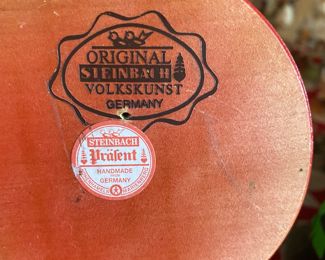 ORIGINAL
STEINBACH
VOLKSKUNST
GERMANY
STEINBACH
Präsent
HANDMADE
GERMANY